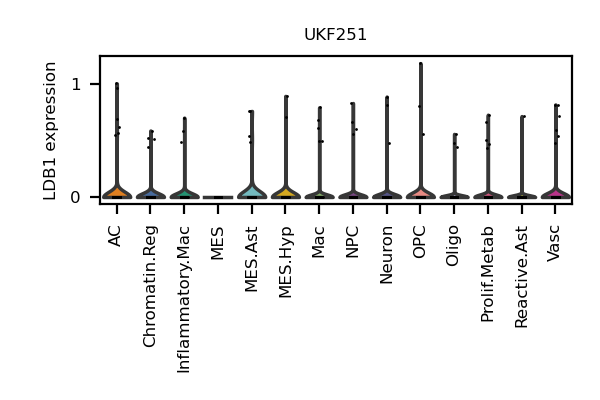 UKF251
LDB1 expression
1
0
AC
Chromatin.Reg
Inflammatory.Mac
MES
MES.Ast
MES.Hyp
Mac
NPC
Neuron
OPC
Oligo
Prolif.Metab
Reactive.Ast
Vasc